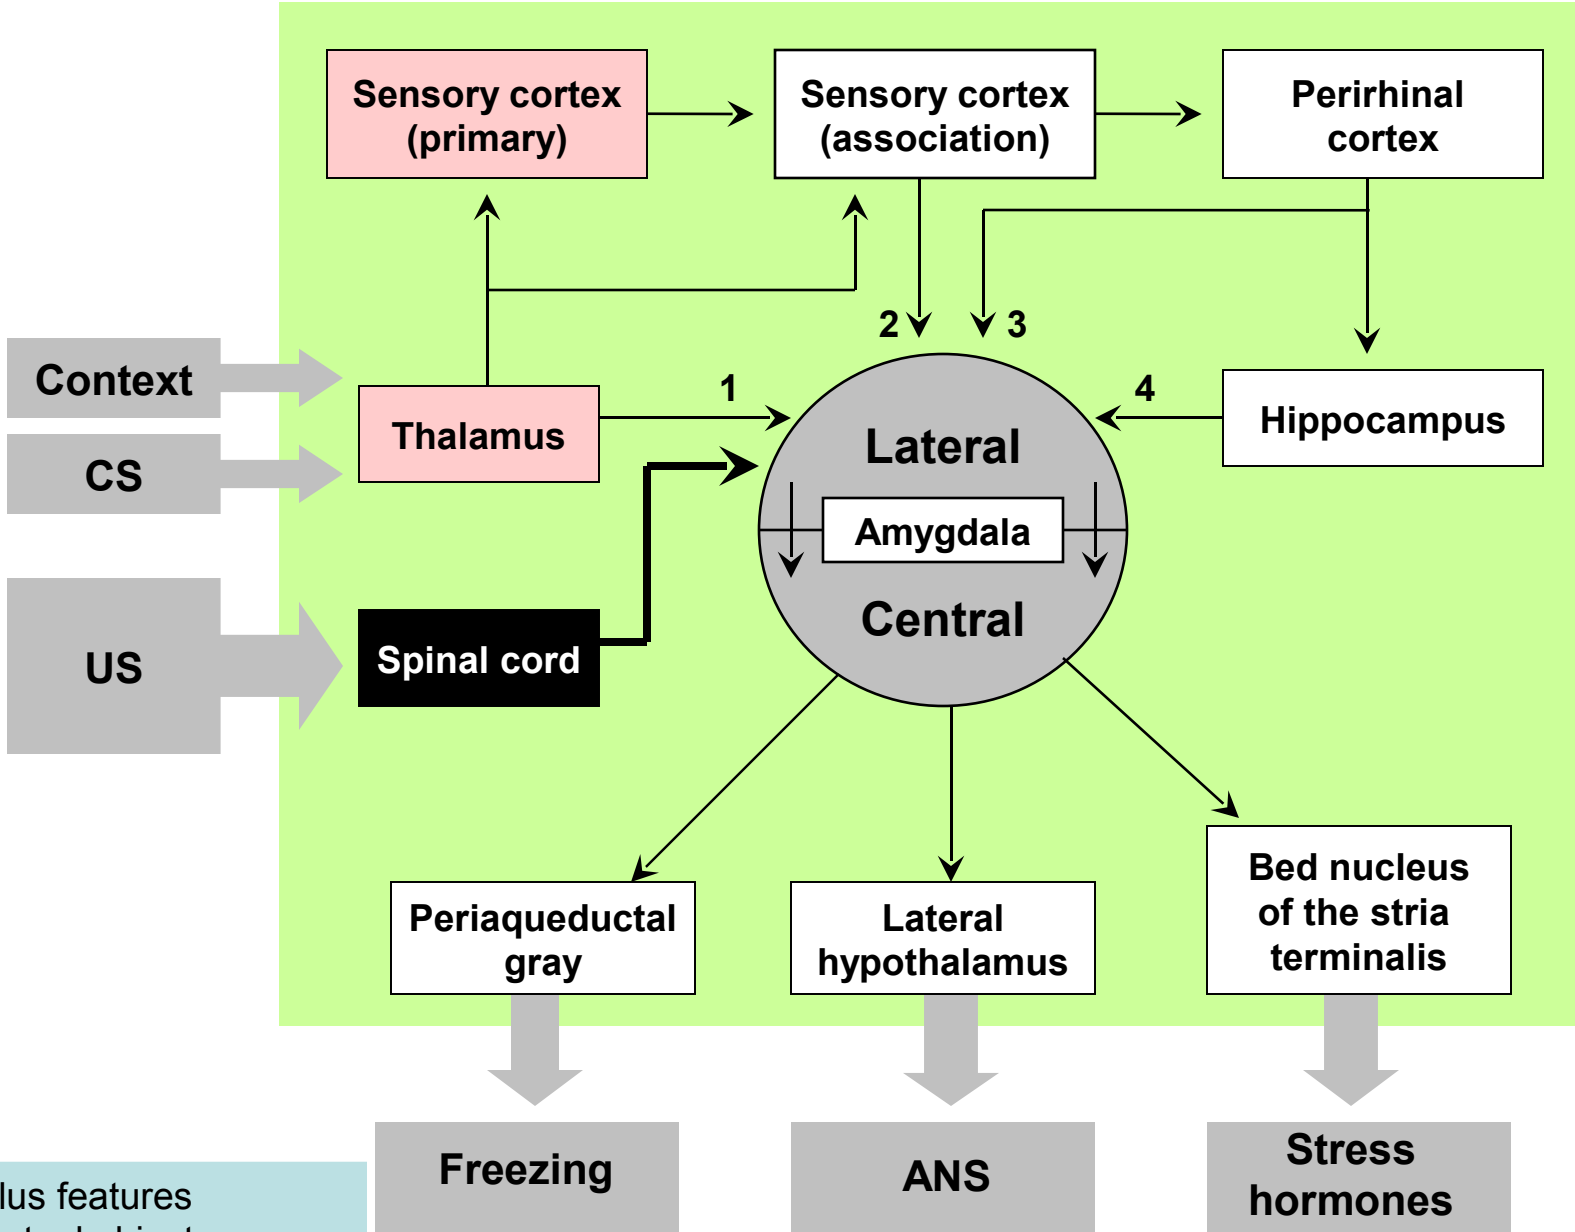 Sensory cortex
(primary)
Sensory cortex
(association)
Perirhinal
cortex
2
3
Context
1
4
Thalamus
Lateral
Hippocampus
CS
Amygdala
Central
US
Spinal cord
Periaqueductal
gray
Lateral
hypothalamus
Bed nucleus
of the stria
terminalis
Freezing
ANS
Stress
hormones
lus features